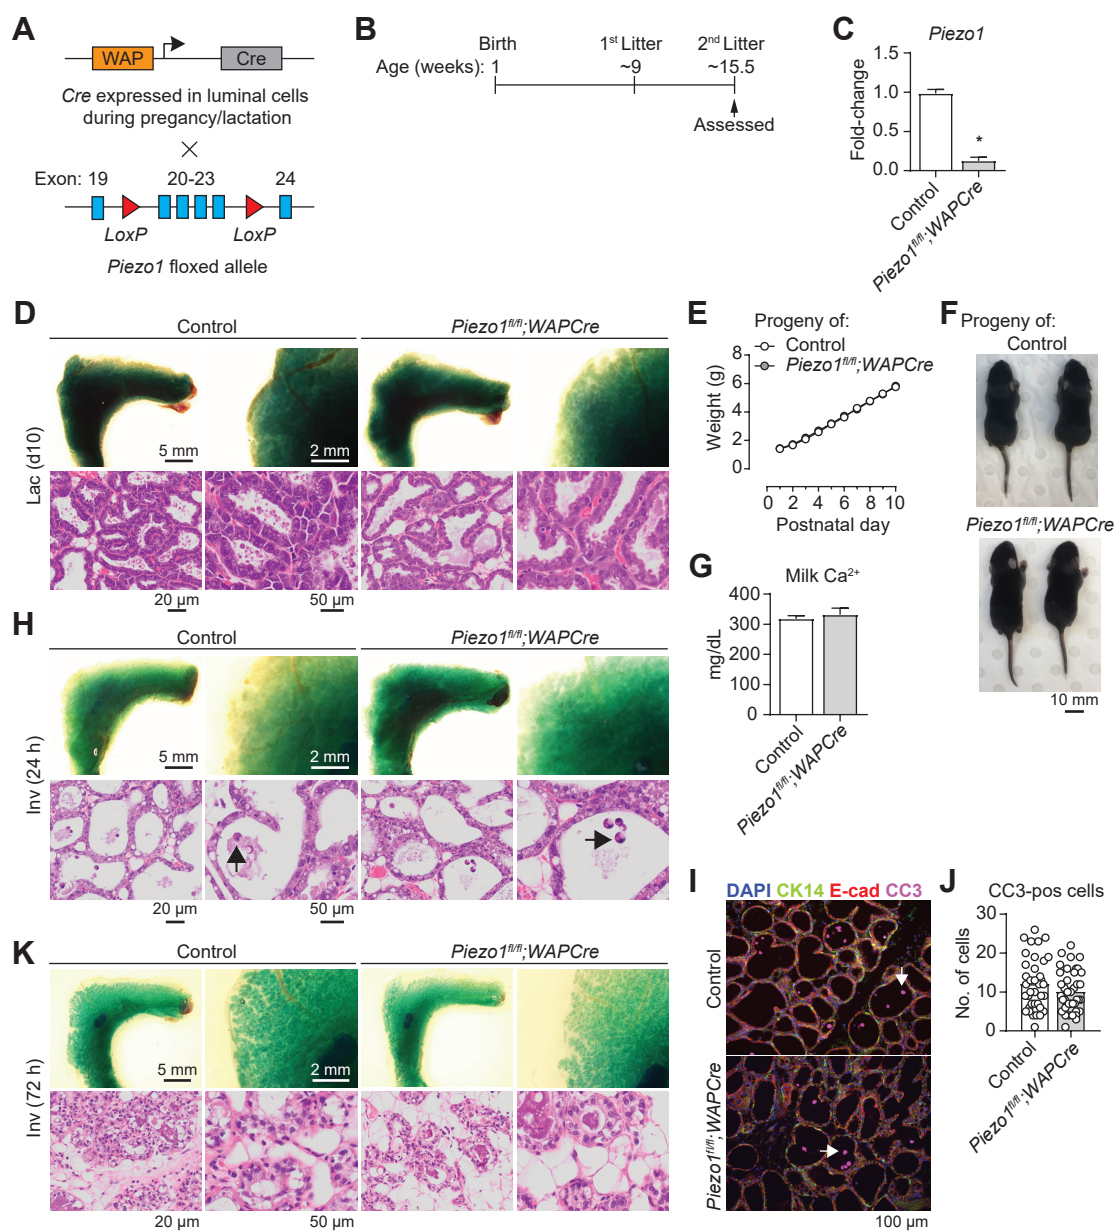 A
WAP
Cre
Cre expressed in luminal cells
during pregancy/lactation
Exon: 19
20-23
24
LoxP
LoxP
Piezo1 floxed allele
B
Birth
1st Litter
2nd Litter
Age (weeks): 1
~9
~15.5
Assessed
C
Piezo1
Fold-change
1.5
1.0
0.5
0.0
*
Control
Piezo1fl/fl;WAPCre
D
Control
Piezo1fl/fl;WAPCre
Lac (d10)
5 mm
2 mm
20 µm
50 µm
E
Progeny of:
Control
Piezo1fl/fl;WAPCre
Weight (g)
8
6
4
2
0
0 2 4 6 8 10
Postnatal day
F
Progeny of:
Control
Piezo1fl/fl;WAPCre
10 mm
G
Milk Ca2+
mg/dL
400
300
200
100
0
Control
Piezo1fl/fl;WAPCre
H
Control
Piezo1fl/fl;WAPCre
Inv (24 h)
5 mm
2 mm
20 µm
50 µm
I
DAPI CK14 E-cad CC3
Control
Piezo1fl/fl;WAPCre
100 µm
J
CC3-pos cells
No. of cells
30
20
10
0
Control
Piezo1fl/fl;WAPCre
K
Control
Piezo1fl/fl;WAPCre
Inv (72 h)
5 mm
2 mm
20 µm
50 µm